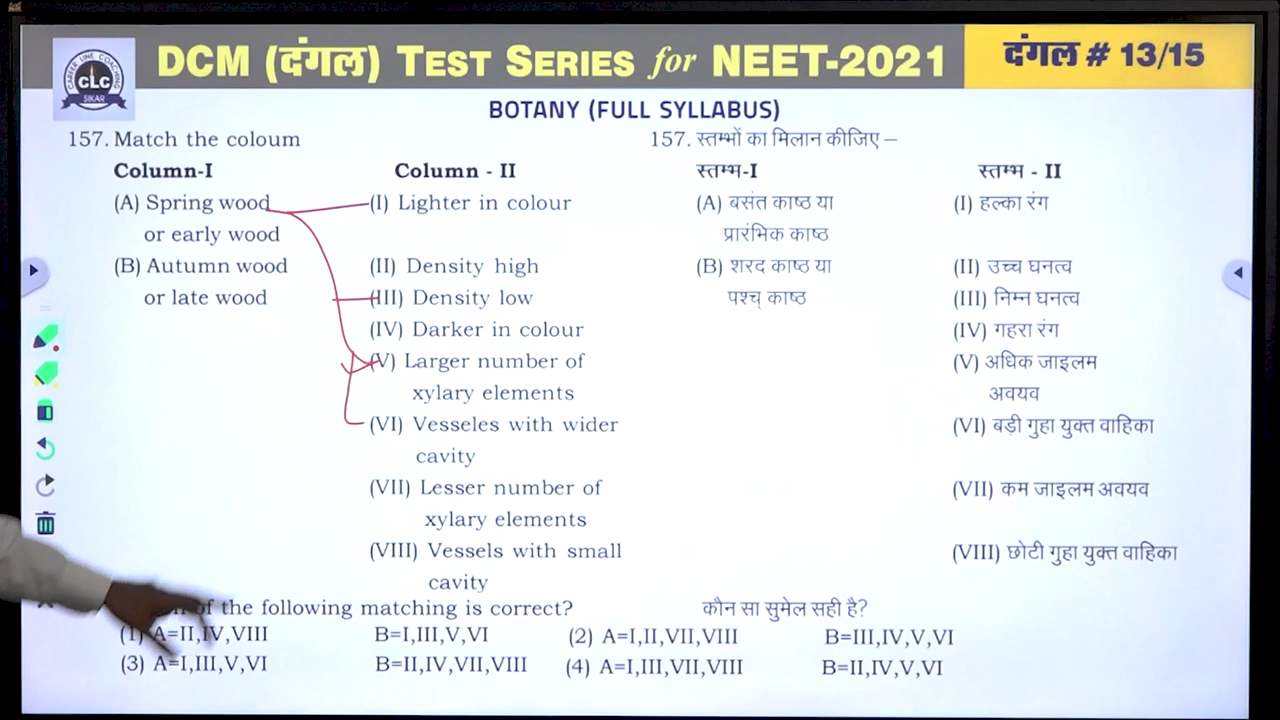 DCM (दंगल) TEST SERIES for NEET-2021
दंगल # 13/15
CAREER LINE COACHING
CLC
SIKAR
BOTANY (FULL SYLLABUS)
157. Match the coloum
Column-I Column - II
(A) Spring wood (I) Lighter in colour
or early wood
(B) Autumn wood (II) Density high
or late wood (III) Density low
(IV) Darker in colour
(V) Larger number of
xylary elements
(VI) Vesseles with wider
cavity
(VII) Lesser number of
xylary elements
(VIII) Vessels with small
cavity
of the following matching is correct?
(1) A=II,IV,VIII B=I,III,V,VI
(3) A=I,III,V,VI B=II,IV,VII,VIII
157. स्तम्भों का मिलान कीजिए –
स्तम्भ-I स्तम्भ - II
(A) बसंत काष्ठ या (I) हल्का रंग
प्रारंभिक काष्ठ
(B) शरद काष्ठ या (II) उच्च घनत्व
पश्च् काष्ठ (III) निम्न घनत्व
(IV) गहरा रंग
(V) अधिक जाइलम
अवयव
(VI) बड़ी गुहा युक्त वाहिका
(VII) कम जाइलम अवयव
(VIII) छोटी गुहा युक्त वाहिका
कौन सा सुमेल सही है?
(2) A=I,II,VII,VIII B=III,IV,V,VI
(4) A=I,III,VII,VIII B=II,IV,V,VI